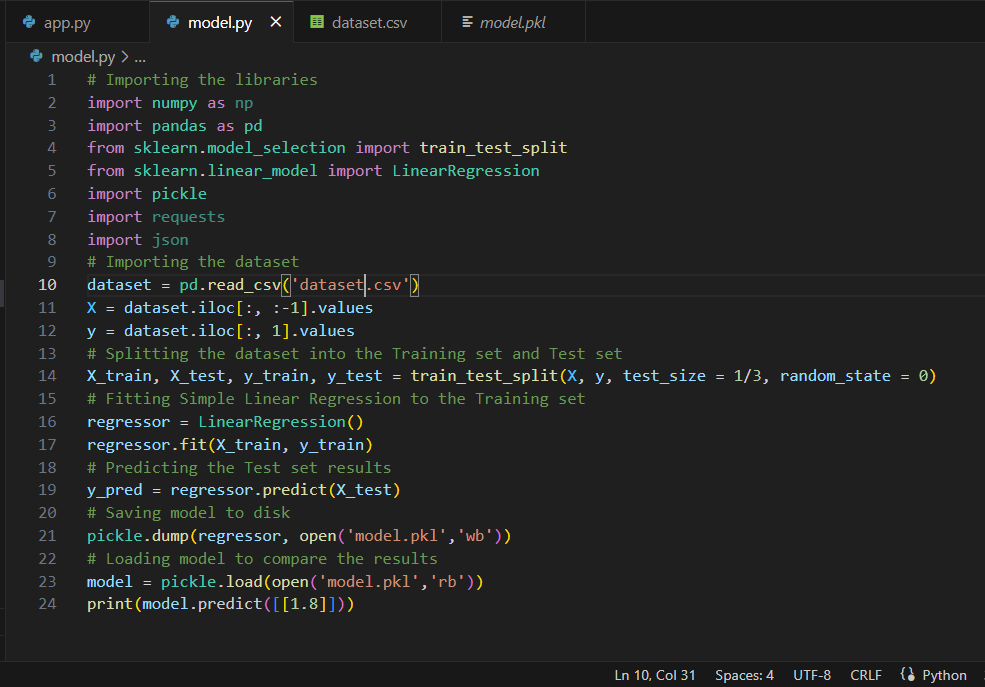 app.py model.py dataset.csv model.pkl
model.py > ...
1 # Importing the libraries
2 import numpy as np
3 import pandas as pd
4 from sklearn.model_selection import train_test_split
5 from sklearn.linear_model import LinearRegression
6 import pickle
7 import requests
8 import json
9 # Importing the dataset
10 dataset = pd.read_csv('dataset.csv')
11 X = dataset.iloc[:, :-1].values
12 y = dataset.iloc[:, 1].values
13 # Splitting the dataset into the Training set and Test set
14 X_train, X_test, y_train, y_test = train_test_split(X, y, test_size = 1/3, random_state = 0)
15 # Fitting Simple Linear Regression to the Training set
16 regressor = LinearRegression()
17 regressor.fit(X_train, y_train)
18 # Predicting the Test set results
19 y_pred = regressor.predict(X_test)
20 # Saving model to disk
21 pickle.dump(regressor, open('model.pkl','wb'))
22 # Loading model to compare the results
23 model = pickle.load(open('model.pkl','rb'))
24 print(model.predict([[1.8]]))
Ln 10, Col 31 Spaces: 4 UTF-8 CRLF Python